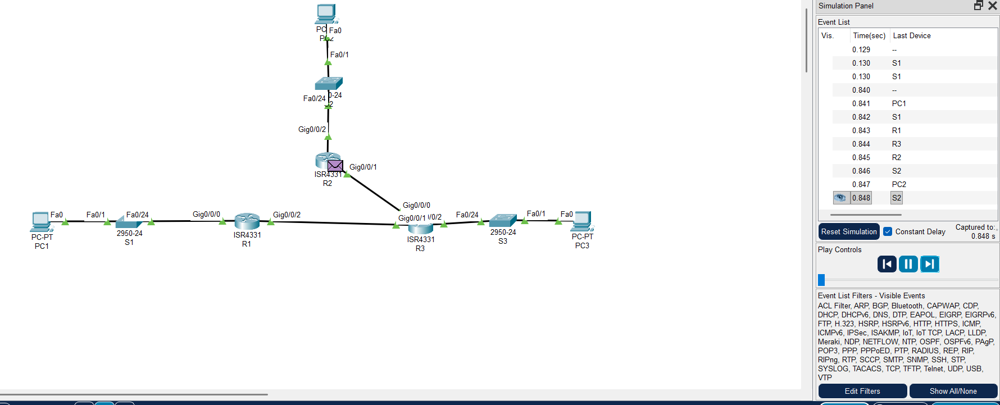 PC
Fa0
PC2
Fa0/1
0-24
Fa0/24
Gig0/0/2
Gig0/0/1
ISR4331
R2
Gig0/0/0
Fa0
Fa0/1
Fa0/24
2950-24
S1
PC-PT
PC1
Gig0/0/0
Gig0/0/2
ISR4331
R1
Gig0/0/1
/0/2
ISR4331
R3
Fa0/24
Fa0/1
Fa0
2950-24
S3
PC-PT
PC3
Simulation Panel
Event List
Vis. Time(sec) Last Device
0.129 --
0.130 S1
0.130 S1
0.840 --
0.841 PC1
0.842 S1
0.843 R1
0.844 R3
0.845 R2
0.846 S2
0.847 PC2
0.848 S2
Reset Simulation Constant Delay Captured to:
0.848 s
Play Controls
Event List Filters - Visible Events
ACL Filter, ARP, BGP, Bluetooth, CAPWAP, CDP,
DHCP, DHCPv6, DNS, DTP, EAPOL, EIGRP, EIGRPv6,
FTP, H.323, HSRP, HSRPv6, HTTP, HTTPS, ICMP,
ICMPv6, IPSec, ISAKMP, IoT, IoT TCP, LACP, LLDP,
Meraki, NDP, NETFLOW, NTP, OSPF, OSPFv6, PAgP,
POP3, PPP, PPPoED, PTP, RADIUS, REP, RIP,
RIPng, RTP, SCCP, SMTP, SNMP, SSH, STP,
SYSLOG, TACACS, TCP, TFTP, Telnet, UDP, USB,
VTP
Edit Filters Show All/None